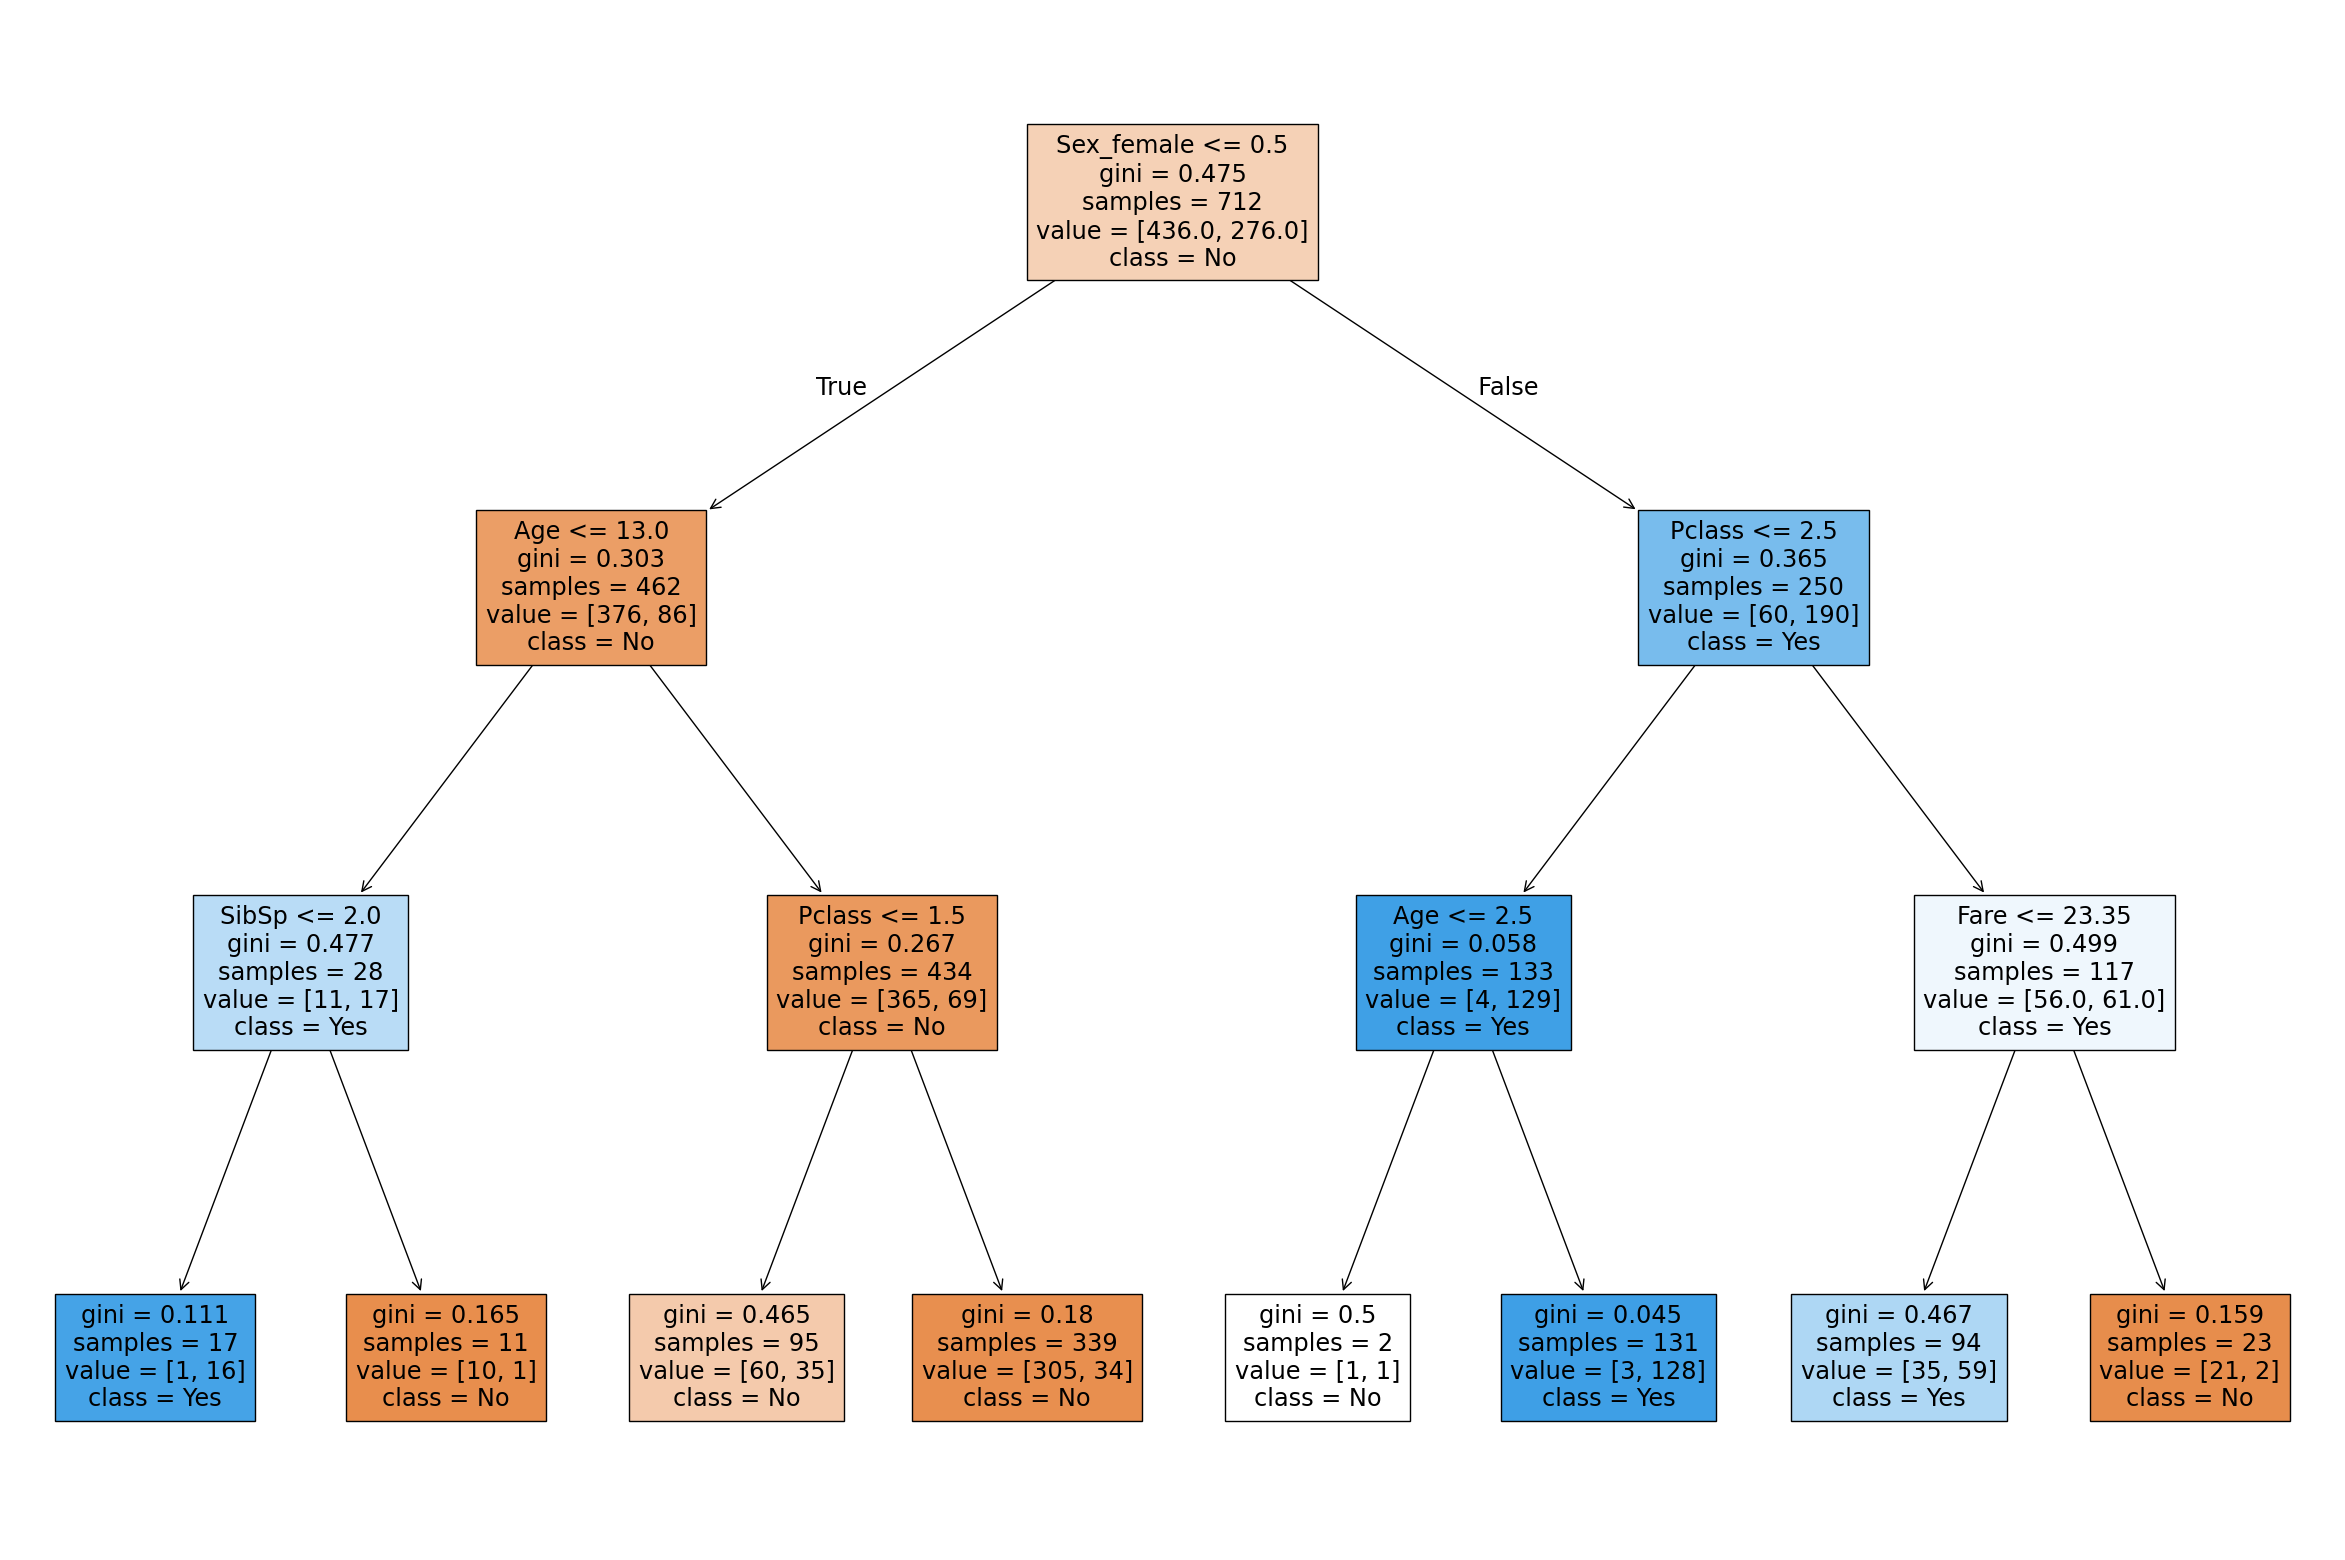 Sex_female <= 0.5
gini = 0.475
samples = 712
value = [436.0, 276.0]
class = No
True
False
Age <= 13.0
gini = 0.303
samples = 462
value = [376, 86]
class = No
Pclass <= 2.5
gini = 0.365
samples = 250
value = [60, 190]
class = Yes
SibSp <= 2.0
gini = 0.477
samples = 28
value = [11, 17]
class = Yes
Pclass <= 1.5
gini = 0.267
samples = 434
value = [365, 69]
class = No
Age <= 2.5
gini = 0.058
samples = 133
value = [4, 129]
class = Yes
Fare <= 23.35
gini = 0.499
samples = 117
value = [56.0, 61.0]
class = Yes
gini = 0.111
samples = 17
value = [1, 16]
class = Yes
gini = 0.165
samples = 11
value = [10, 1]
class = No
gini = 0.465
samples = 95
value = [60, 35]
class = No
gini = 0.18
samples = 339
value = [305, 34]
class = No
gini = 0.5
samples = 2
value = [1, 1]
class = No
gini = 0.045
samples = 131
value = [3, 128]
class = Yes
gini = 0.467
samples = 94
value = [35, 59]
class = Yes
gini = 0.159
samples = 23
value = [21, 2]
class = No